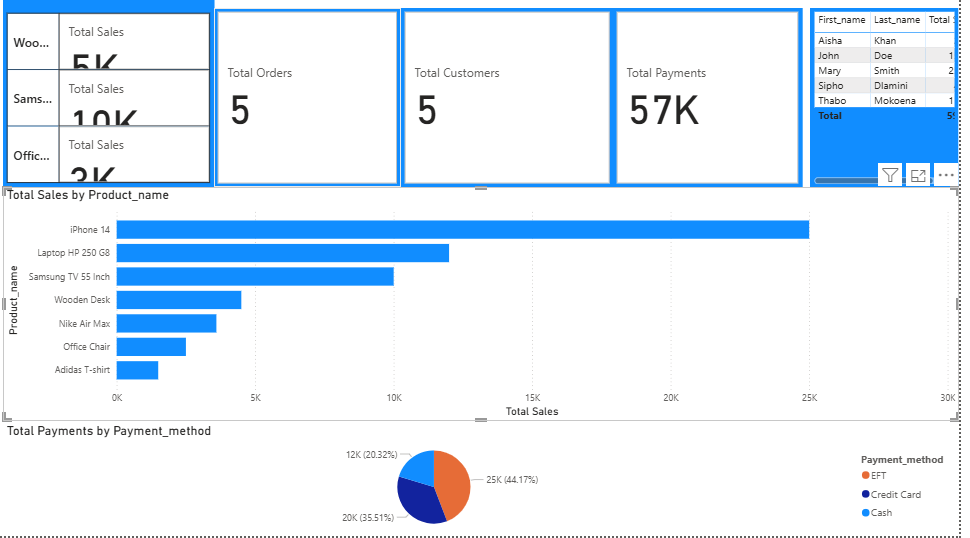 Woo...
Total Sales
5K
Sams...
Total Sales
10K
Offic...
Total Sales
3K
Total Orders
5
Total Customers
5
Total Payments
57K
First_name Last_name Total
Aisha Khan
John Doe 1
Mary Smith 2
Sipho Dlamini
Thabo Mokoena 1
Total 5
Total Sales by Product_name
Product_name
iPhone 14
Laptop HP 250 G8
Samsung TV 55 Inch
Wooden Desk
Nike Air Max
Office Chair
Adidas T-shirt
0K 5K 10K 15K 20K 25K 30K
Total Sales
Total Payments by Payment_method
12K (20.32%)
25K (44.17%)
20K (35.51%)
Payment_method
EFT
Credit Card
Cash